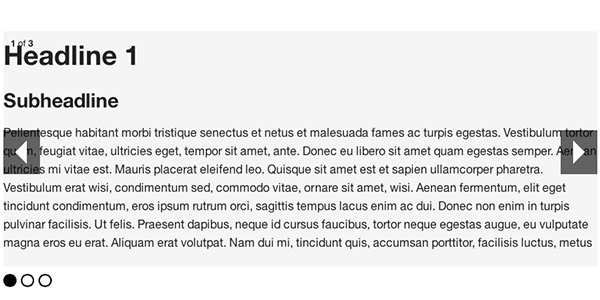 1 of 3
Headline 1
Subheadline
Pellentesque habitant morbi tristique senectus et netus et malesuada fames ac turpis egestas. Vestibulum tortor
feugiat vitae, ultricies eget, tempor sit amet, ante. Donec eu libero sit amet quam egestas semper.
ultricies mi vitae est. Mauris placerat eleifend leo. Quisque sit amet est et sapien ullamcorper pharetra.
Vestibulum erat wisi, condimentum sed, commodo vitae, ornare sit amet, wisi. Aenean fermentum, elit eget
tincidunt condimentum, eros ipsum rutrum orci, sagittis tempus lacus enim ac dui. Donec non enim in turpis
pulvinar facilisis. Ut felis. Praesent dapibus, neque id cursus faucibus, tortor neque egestas augue, eu vulputate
magna eros eu erat. Aliquam erat volutpat. Nam dui mi, tincidunt quis, accumsan porttitor, facilisis luctus, metus